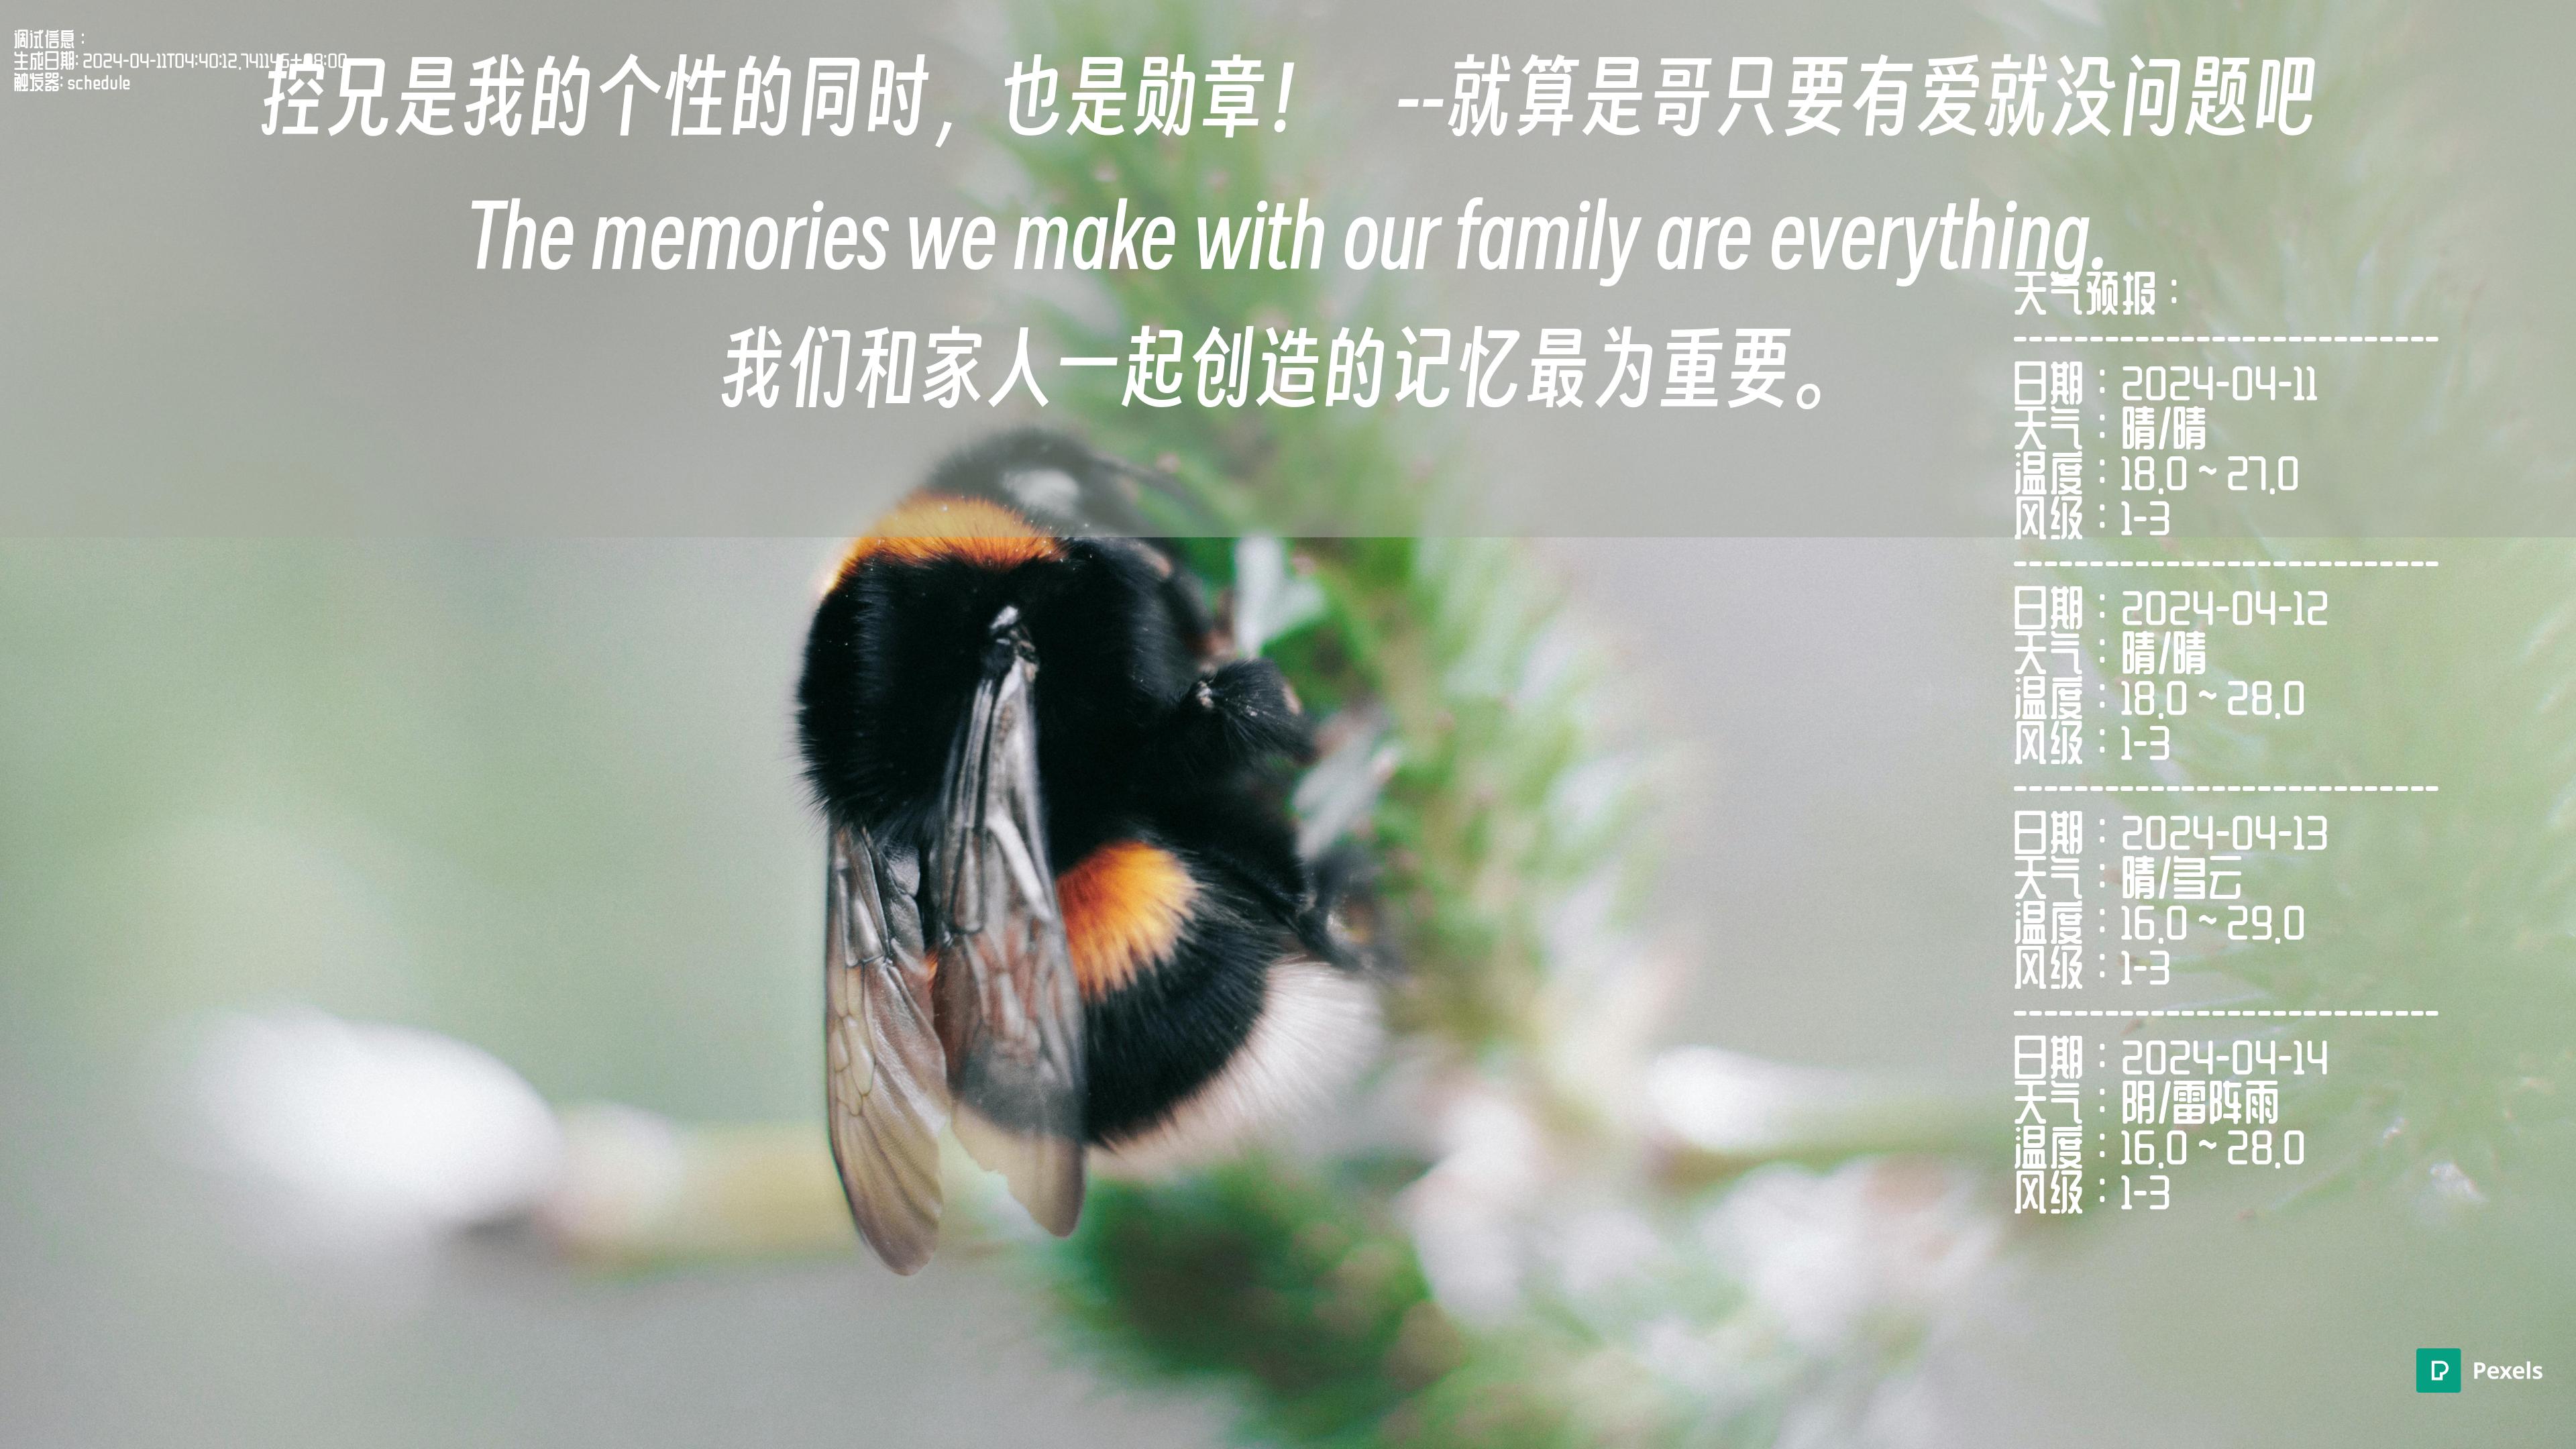 调试信息：
生成日期: 2024-04-11T04:40:12.741145+08:00
触发器: schedule
控兄是我的个性的同时，也是勋章！ --就算是哥只要有爱就没问题吧
The memories we make with our family are everything.
我们和家人一起创造的记忆最为重要。
天气预报：
----------------------------
日期：2024-04-11
天气：晴/晴
温度：18.0 ~ 27.0
风级：1-3
----------------------------
日期：2024-04-12
天气：晴/晴
温度：18.0 ~ 28.0
风级：1-3
----------------------------
日期：2024-04-13
天气：晴/多云
温度：16.0 ~ 29.0
风级：1-3
----------------------------
日期：2024-04-14
天气：阴/雷阵雨
温度：16.0 ~ 28.0
风级：1-3
Pexels